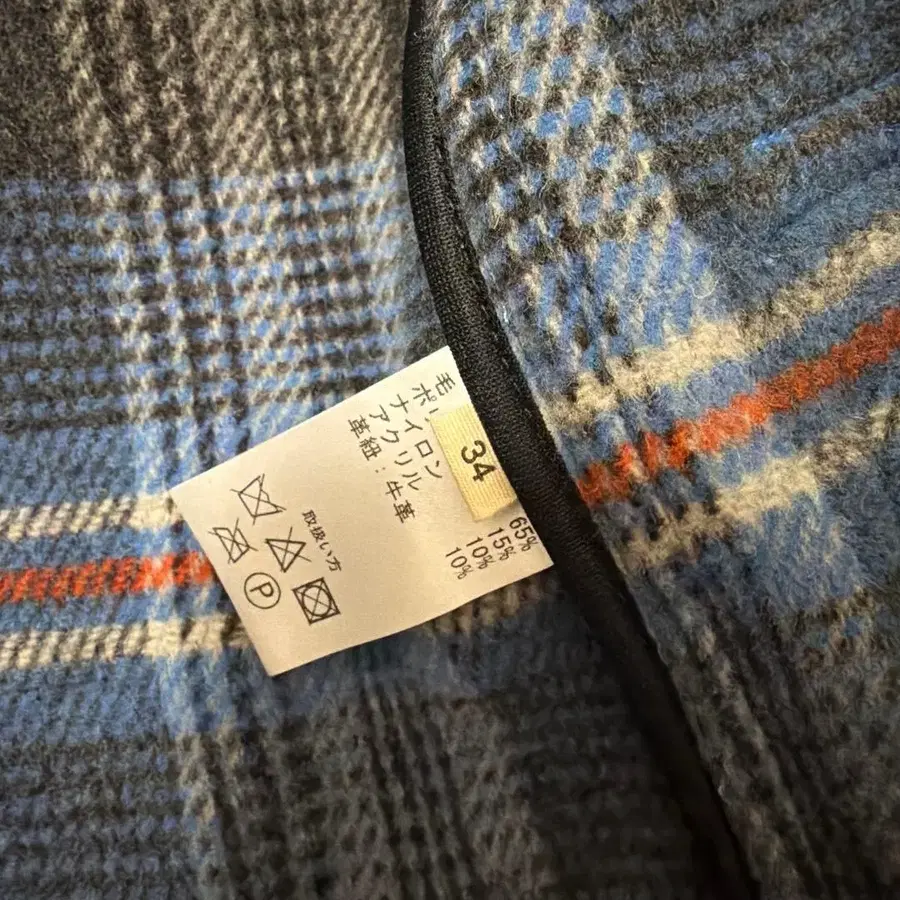 毛 65%
ポ 15%
ナイロン 10%
アクリル 10%
革紐：牛革
34
取扱い方
P